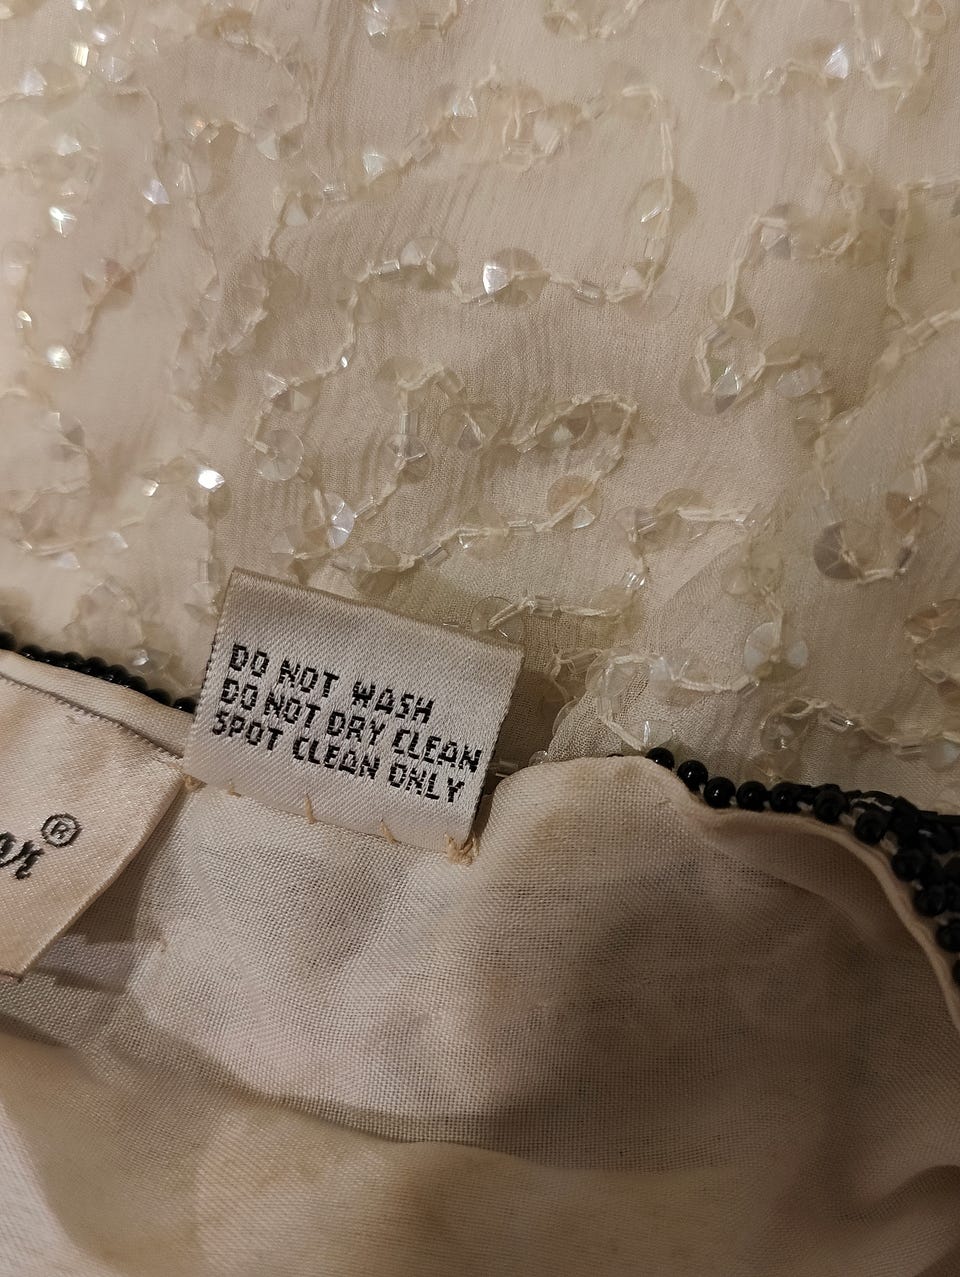 DO NOT WASH
DO NOT DRY CLEAN
SPOT CLEAN ONLY
®